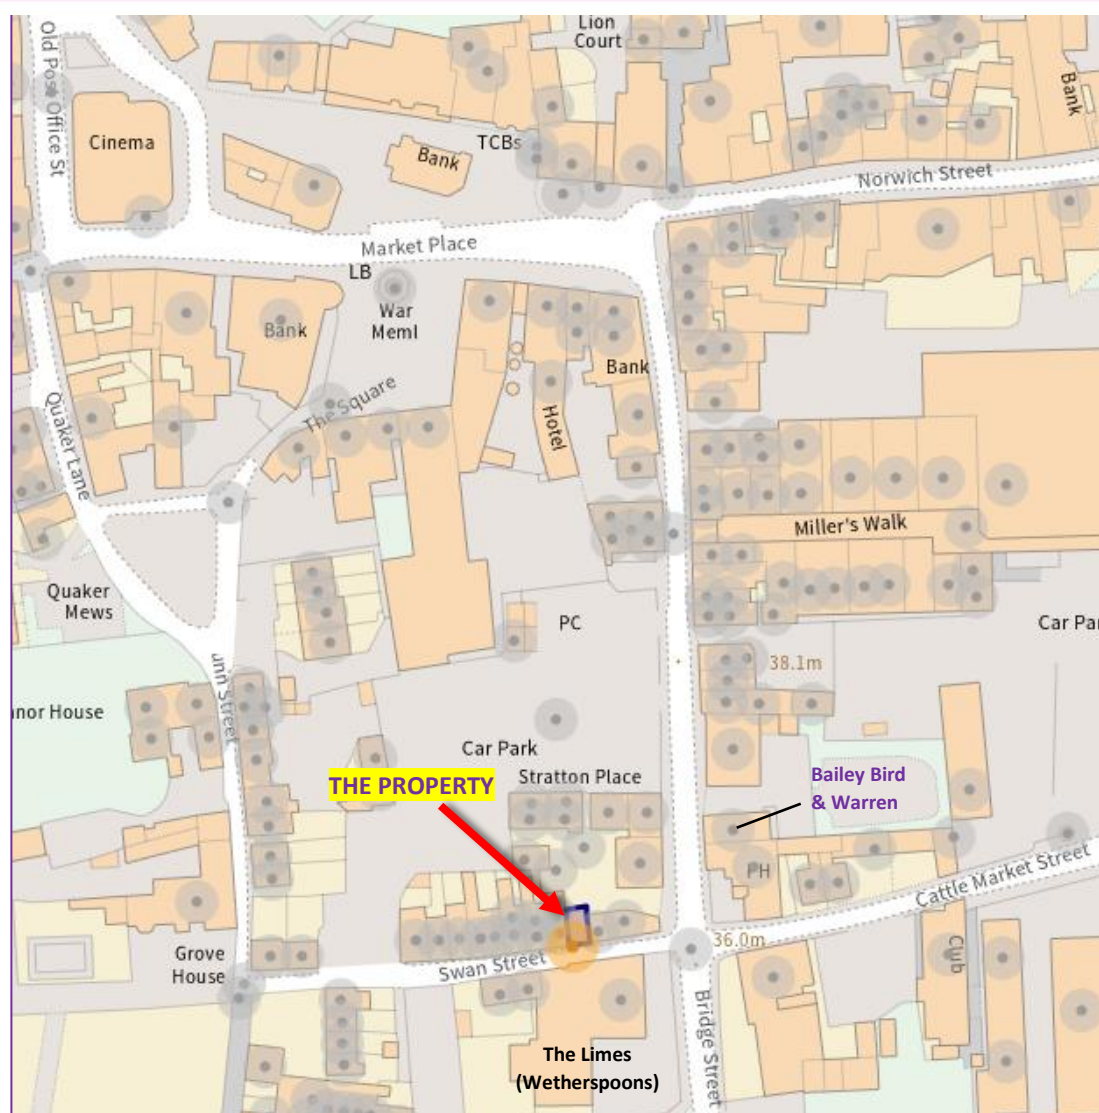 Old Post Office St
Lion
Court
Cinema
TCBs
Bank
Bank
Norwich Street
Market Place
LB
War
Meml
Bank
The Square
Bank
Hotel
Quaker Lane
Miller's Walk
Quaker
Mews
PC
Car Pa
38.1m
unn Street
nor House
Car Park
Stratton Place
THE PROPERTY
Bailey Bird
& Warren
PH
Cattle Market Street
36.0m
Club
Grove
House
Swan Street
Bridge Street
The Limes
(Wetherspoons)